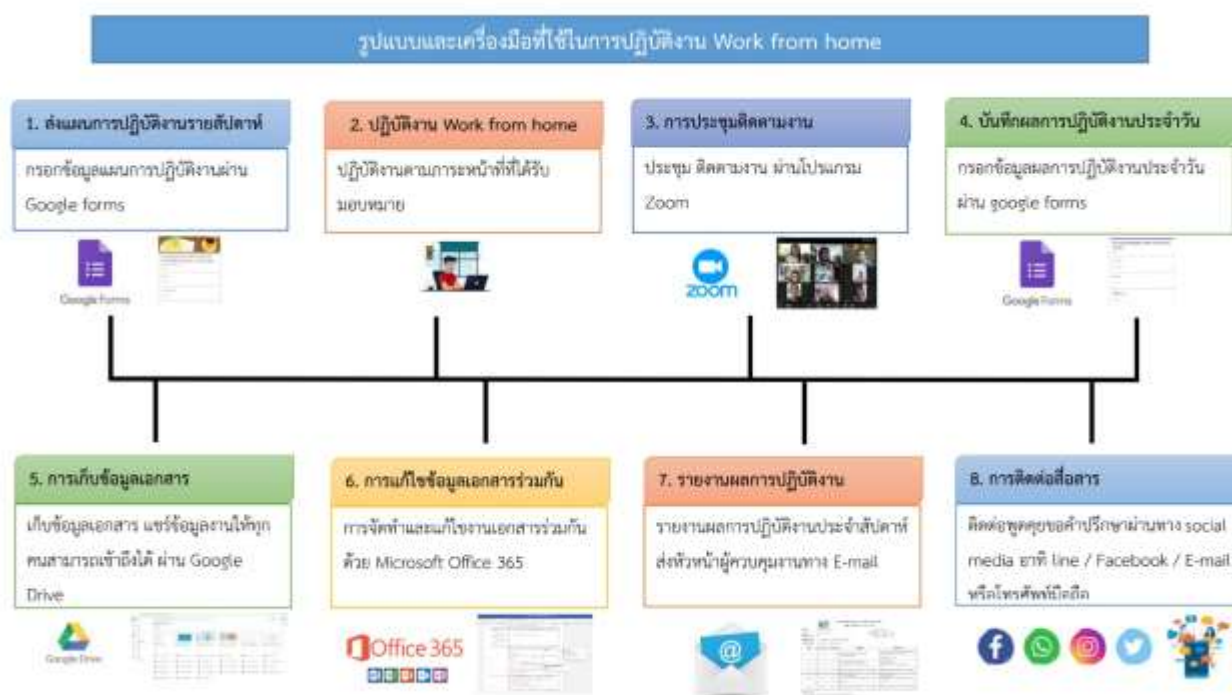 รูปแบบและเครื่องมือที่ใช้ในการปฏิบัติงาน Work from home
1. ส่งแผนการปฏิบัติงานรายสัปดาห์
กรอกข้อมูลแผนการปฏิบัติงานผ่าน
Google forms
Google Forms
2. ปฏิบัติงาน Work from home
ปฏิบัติงานตามภาระหน้าที่ที่ได้รับ
มอบหมาย
3. การประชุมติดตามงาน
ประชุม ติดตามงาน ผ่านโปรแกรม
Zoom
zoom
4. บันทึกผลการปฏิบัติงานประจำวัน
กรอกข้อมูลผลการปฏิบัติงานประจำวัน
ผ่าน google forms
Google Forms
5. การเก็บข้อมูลเอกสาร
เก็บข้อมูลเอกสาร แชร์ข้อมูลงานให้ทุก
คนสามารถเข้าถึงได้ ผ่าน Google
Drive
Google Drive
6. การแก้ไขข้อมูลเอกสารร่วมกัน
การจัดทำและแก้ไขงานเอกสารร่วมกัน
ด้วย Microsoft Office 365
Office 365
7. รายงานผลการปฏิบัติงาน
รายงานผลการปฏิบัติงานประจำสัปดาห์
ส่งหัวหน้าผู้ควบคุมงานทาง E-mail
@
8. การติดต่อสื่อสาร
ติดต่อพูดคุยขอคำปรึกษาผ่านทาง social
media อาทิ line / Facebook / E-mail
หรือโทรศัพท์มือถือ